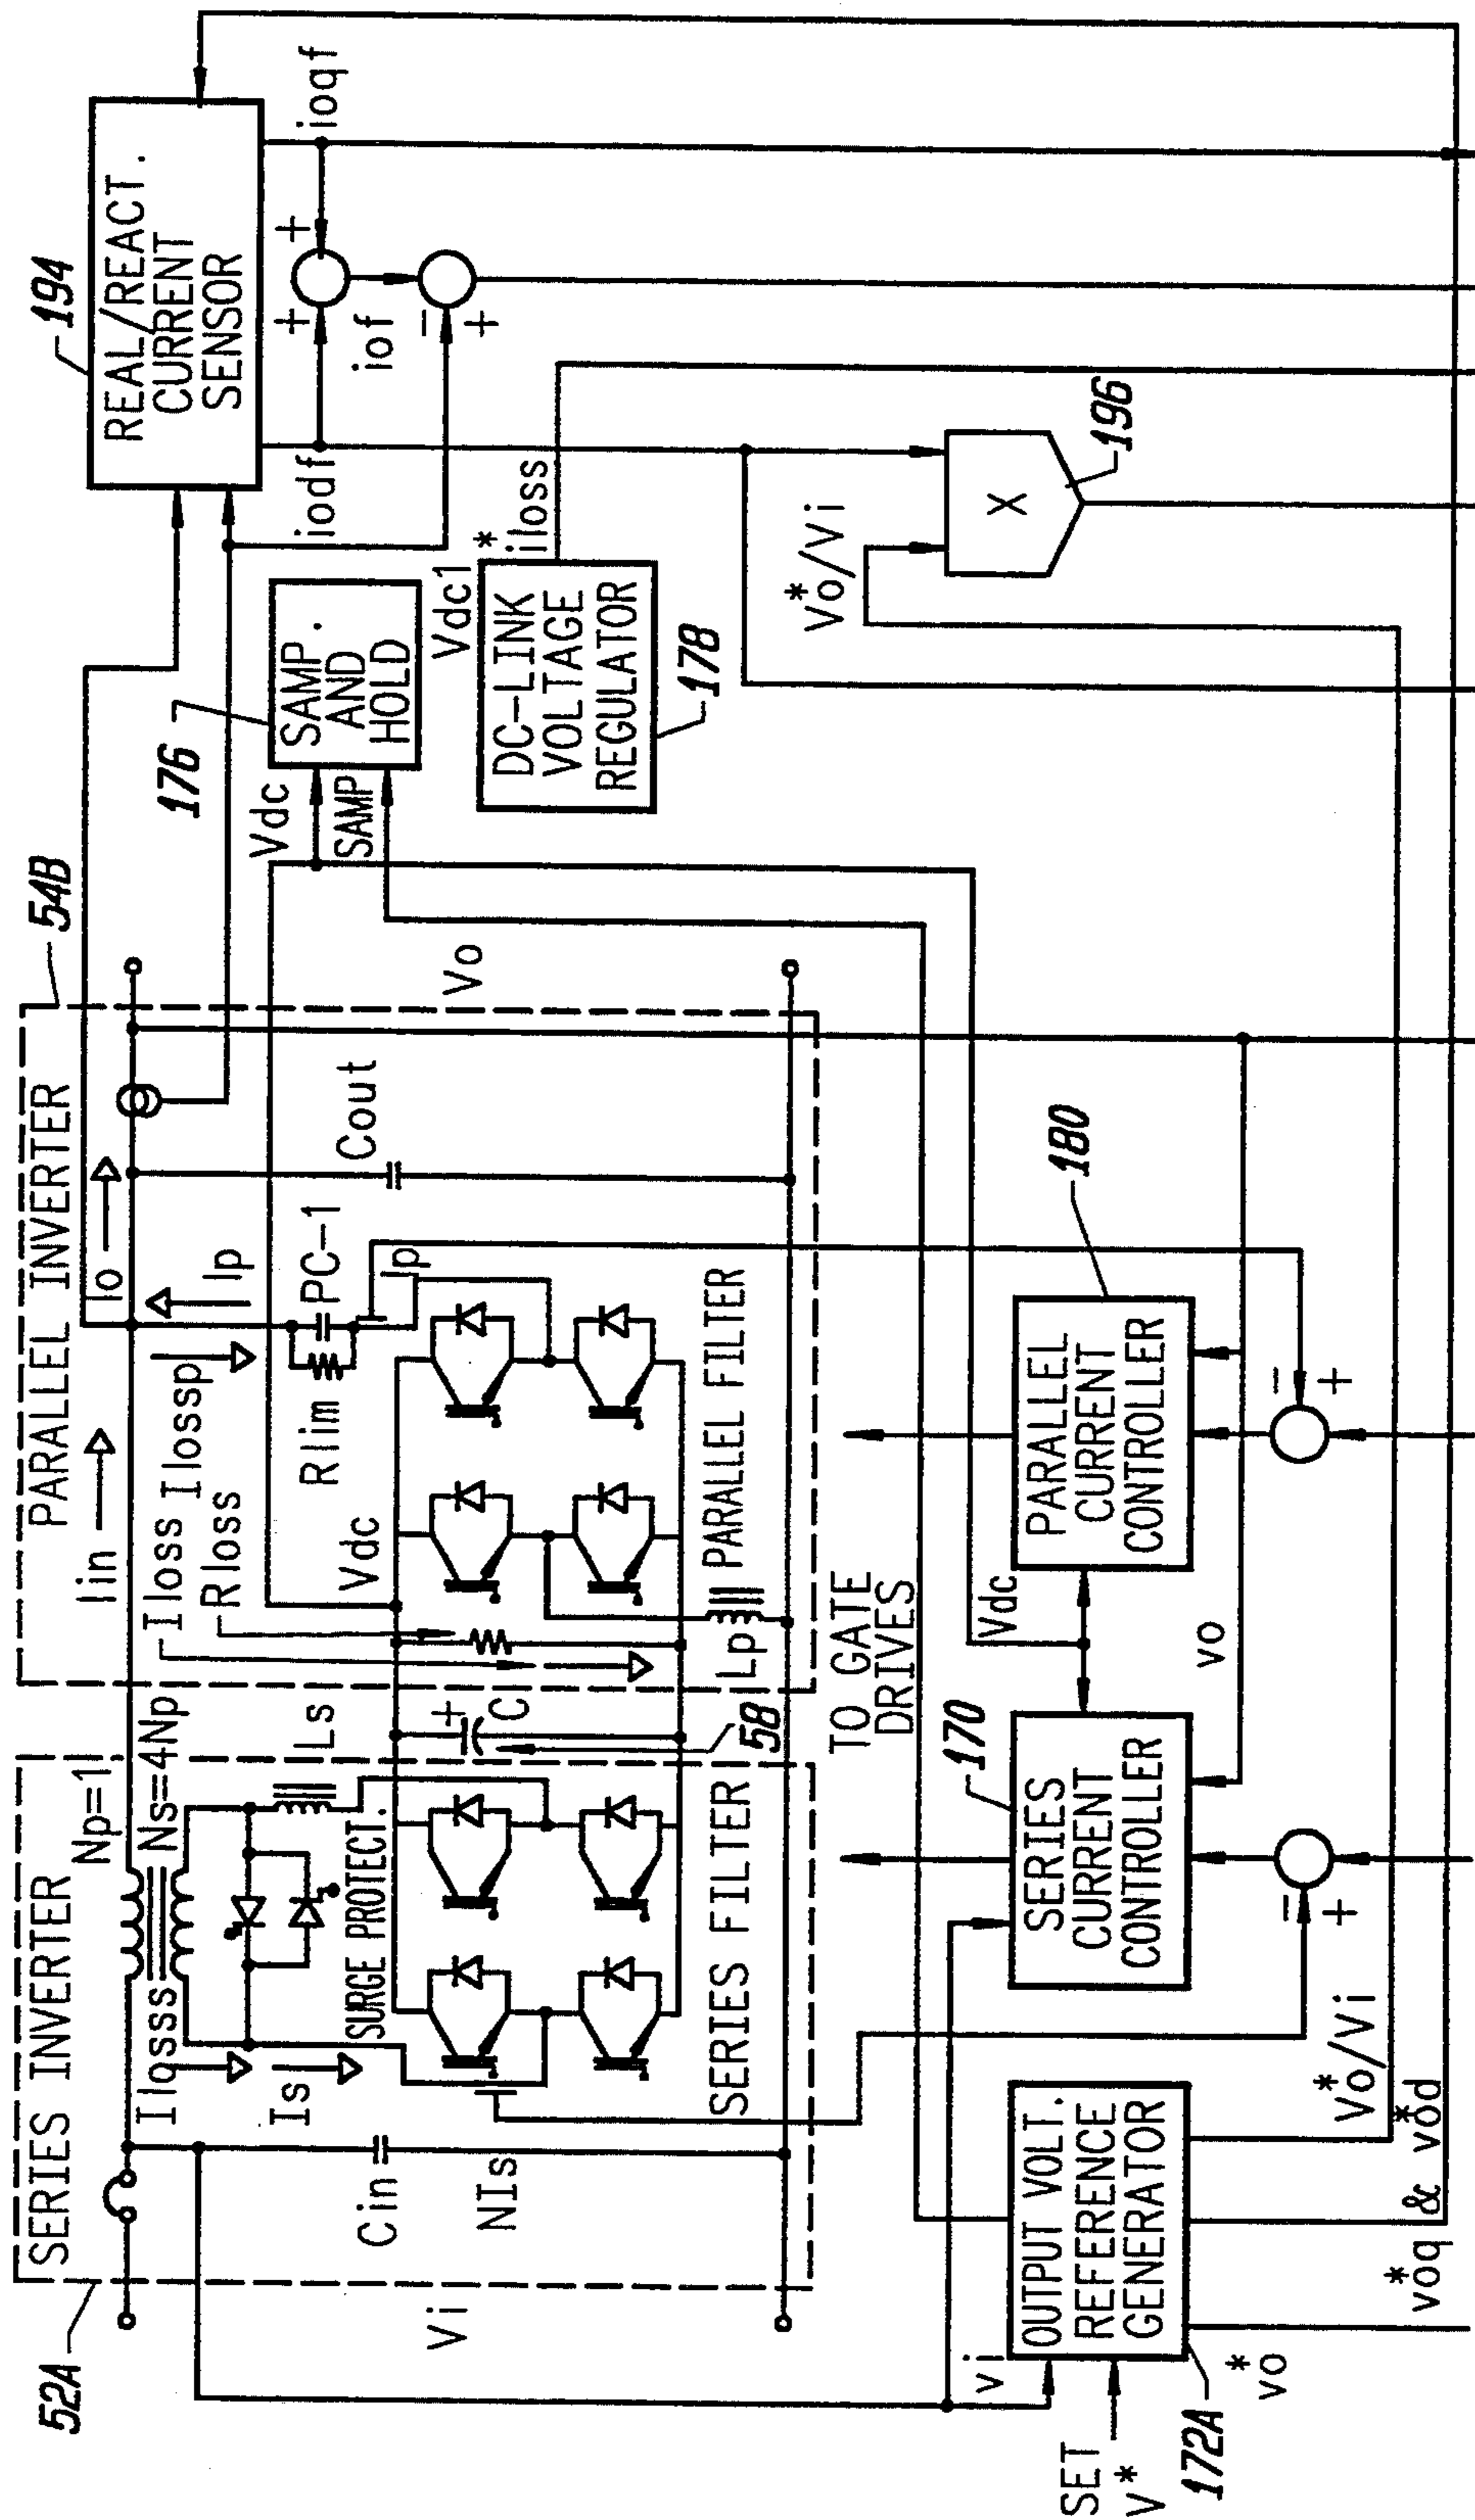 52A
SERIES INVERTER
Np=1
Ns=4Np
Ilosss
Is
Ls
SURGE PROTECT.
Vi
Cin
NIs
SERIES FILTER
+
C
58
PARALLEL INVERTER
54B
Iin
Io
Iloss
Ilossp
Ip
Rloss
Rlim
PC-1
Ip
Vdc
Cout
Vo
Lp
PARALLEL FILTER
176
Vdc
SAMP
SAMP.
AND
HOLD
Vdc1
194
REAL/REACT.
CURRENT
SENSOR
iodf
ioqf
+
+
iof
−
+
DC-LINK
VOLTAGE
REGULATOR
178
*
iloss
*
Vo/Vi
X
196
TO GATE
DRIVES
SET
V*
vi
OUTPUT VOLT.
REFERENCE
GENERATOR
172A
*
vo
*
Vo/Vi
*
voq & *
vod
170
SERIES
CURRENT
CONTROLLER
−
+
Vdc
vo
180
PARALLEL
CURRENT
CONTROLLER
−
+